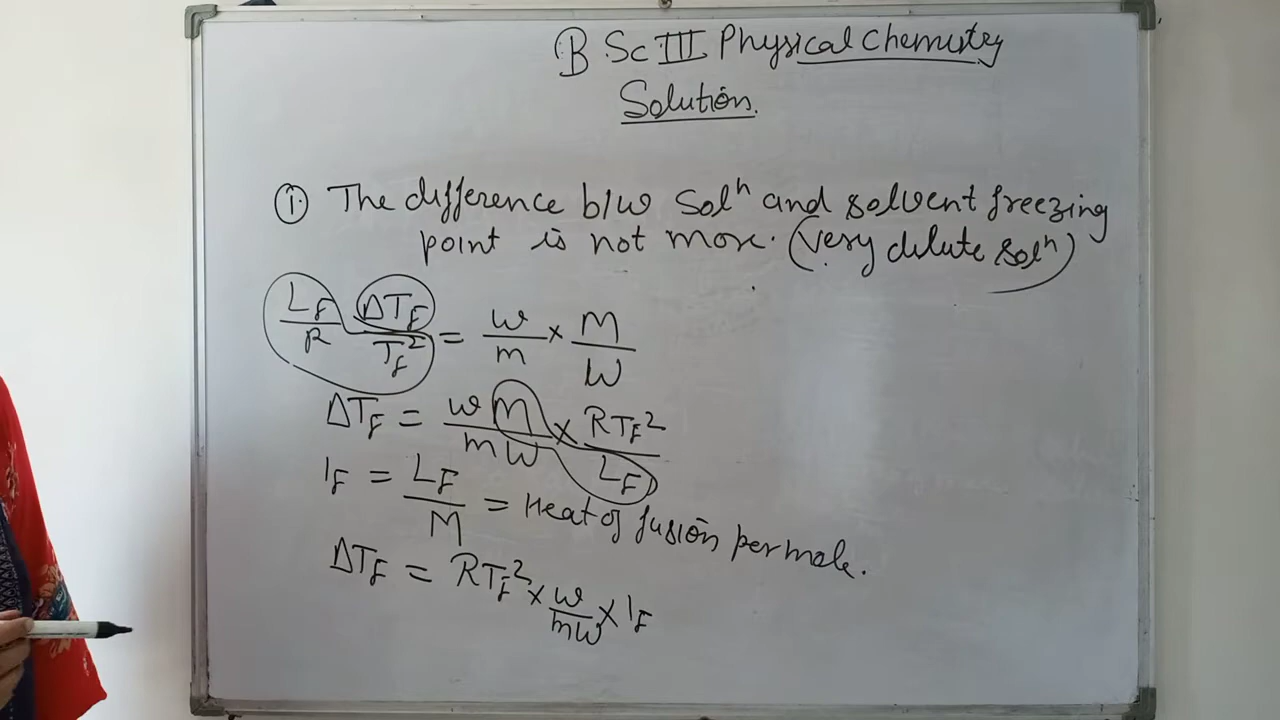 B Sc III Physical Chemistry
Solution.
① The difference b/w Solⁿ and solvent freezing
point is not more. (very dilute solⁿ)
L_F/R ΔT_F/T_F² = w/m × M/W
ΔT_F = wM/mW × RT_F²/L_F
l_F = L_F/M = Heat of fusion per mole.
ΔT_F = RT_F² × w/mW × l_F